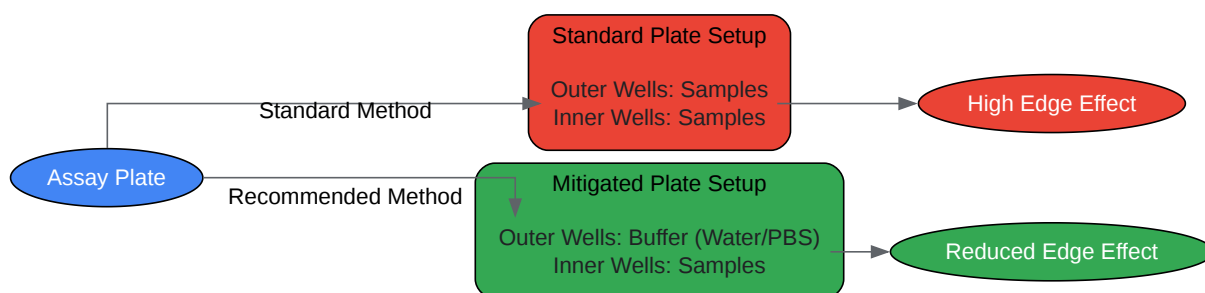 Standard Plate Setup
Outer Wells: Samples
Inner Wells: Samples
Standard Method
High Edge Effect
Assay Plate
Recommended Method
Mitigated Plate Setup
Outer Wells: Buffer (Water/PBS)
Inner Wells: Samples
Reduced Edge Effect